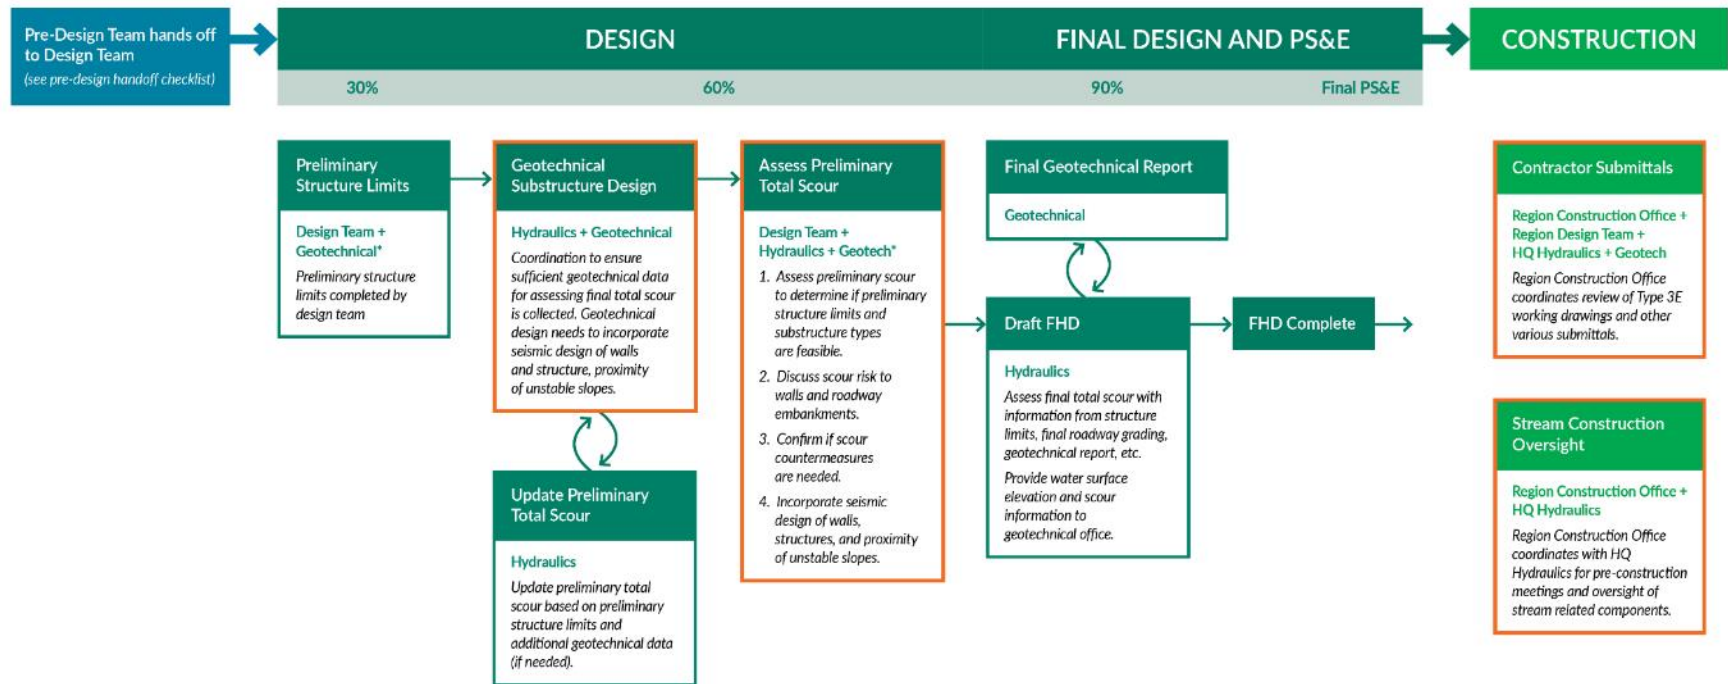 Pre-Design Team hands off
to Design Team
(see pre-design handoff checklist)
DESIGN
FINAL DESIGN AND PS&E
CONSTRUCTION
30%
60%
90%
Final PS&E
Preliminary
Structure Limits
Design Team +
Geotechnical*
Preliminary structure
limits completed by
design team
Geotechnical
Substructure Design
Hydraulics + Geotechnical
Coordination to ensure
sufficient geotechnical data
for assessing final total scour
is collected. Geotechnical
design needs to incorporate
seismic design of walls
and structure, proximity
of unstable slopes.
Update Preliminary
Total Scour
Hydraulics
Update preliminary total
scour based on preliminary
structure limits and
additional geotechnical data
(if needed).
Assess Preliminary
Total Scour
Design Team +
Hydraulics + Geotech*
1. Assess preliminary scour
to determine if preliminary
structure limits and
substructure types
are feasible.
2. Discuss scour risk to
walls and roadway
embankments.
3. Confirm if scour
countermeasures
are needed.
4. Incorporate seismic
design of walls,
structures, and proximity
of unstable slopes.
Final Geotechnical Report
Geotechnical
Draft FHD
Hydraulics
Assess final total scour with
information from structure
limits, final roadway grading,
geotechnical report, etc.
Provide water surface
elevation and scour
information to
geotechnical office.
FHD Complete
Contractor Submittals
Region Construction Office +
Region Design Team +
HQ Hydraulics + Geotech
Region Construction Office
coordinates review of Type 3E
working drawings and other
various submittals.
Stream Construction
Oversight
Region Construction Office +
HQ Hydraulics
Region Construction Office
coordinates with HQ
Hydraulics for pre-construction
meetings and oversight of
stream related components.